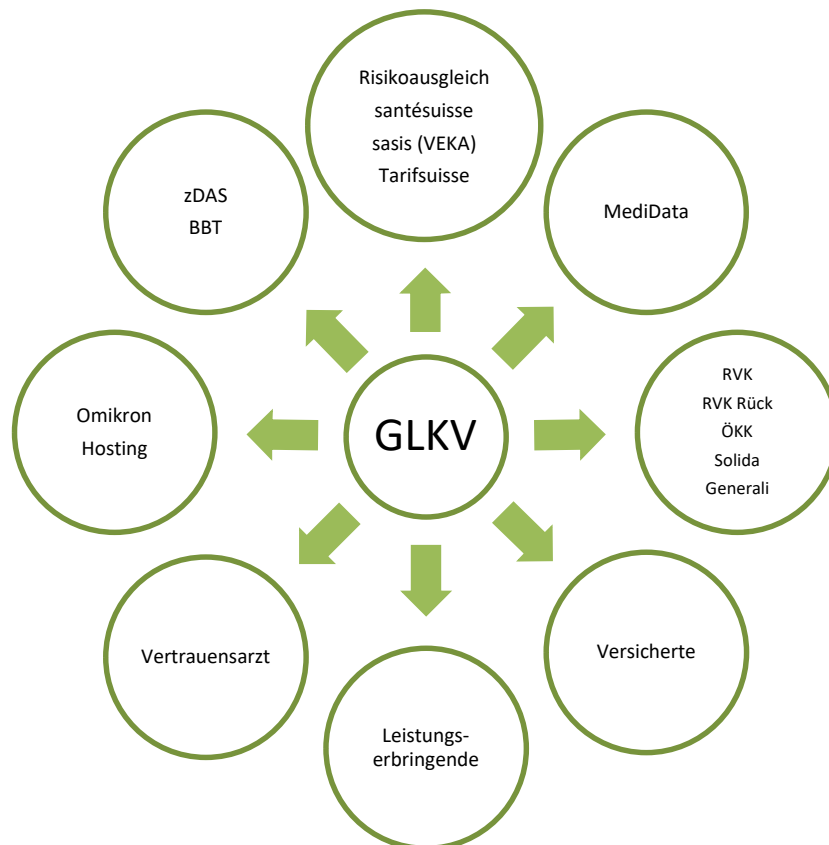 Risikoausgleich
santésuisse
sasis (VEKA)
Tarifsuisse
zDAS
BBT
MediData
Omikron
Hosting
GLKV
RVK
RVK Rück
ÖKK
Solida
Generali
Vertrauensarzt
Versicherte
Leistungs-
erbringende